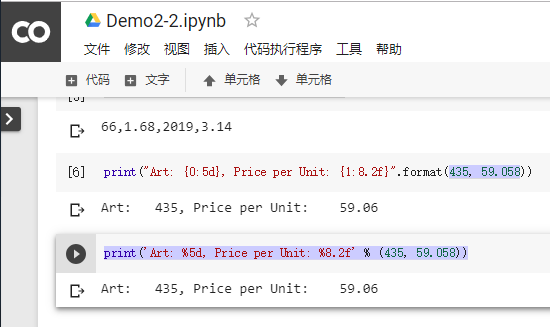 CO
Demo2-2.ipynb
文件 修改 视图 插入 代码执行程序 工具 帮助
代码 文字 单元格 单元格
66,1.68,2019,3.14
[6] print("Art: {0:5d}, Price per Unit: {1:8.2f}".format(435, 59.058))
Art:   435, Price per Unit:    59.06
print('Art: %5d, Price per Unit: %8.2f' % (435, 59.058))
Art:   435, Price per Unit:    59.06